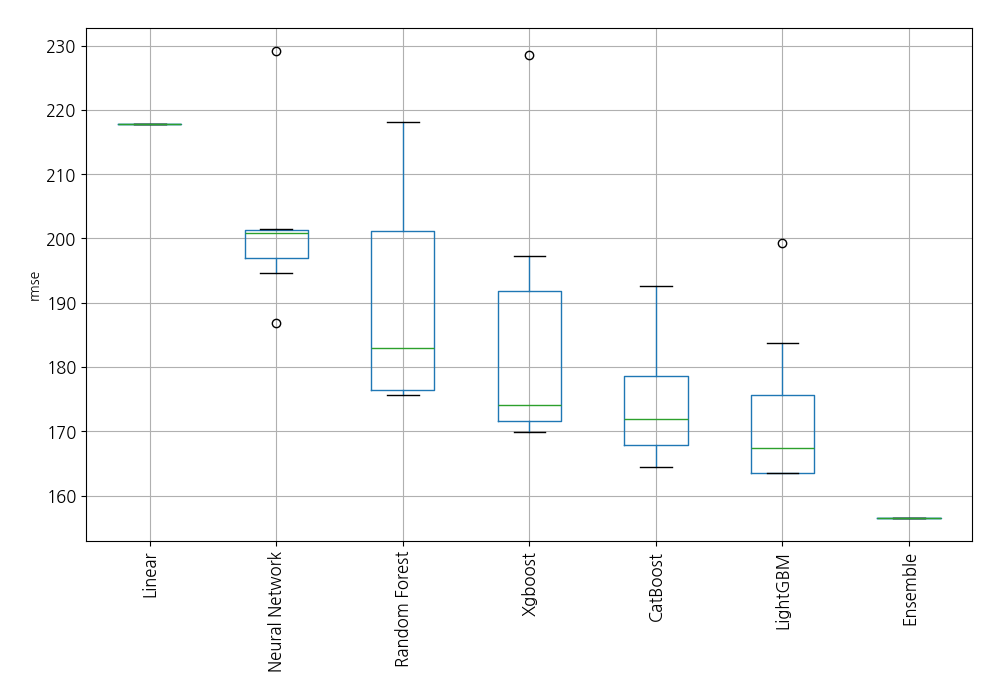 230
220
210
200
190
180
170
160
rmse
Linear
Neural Network
Random Forest
Xgboost
CatBoost
LightGBM
Ensemble